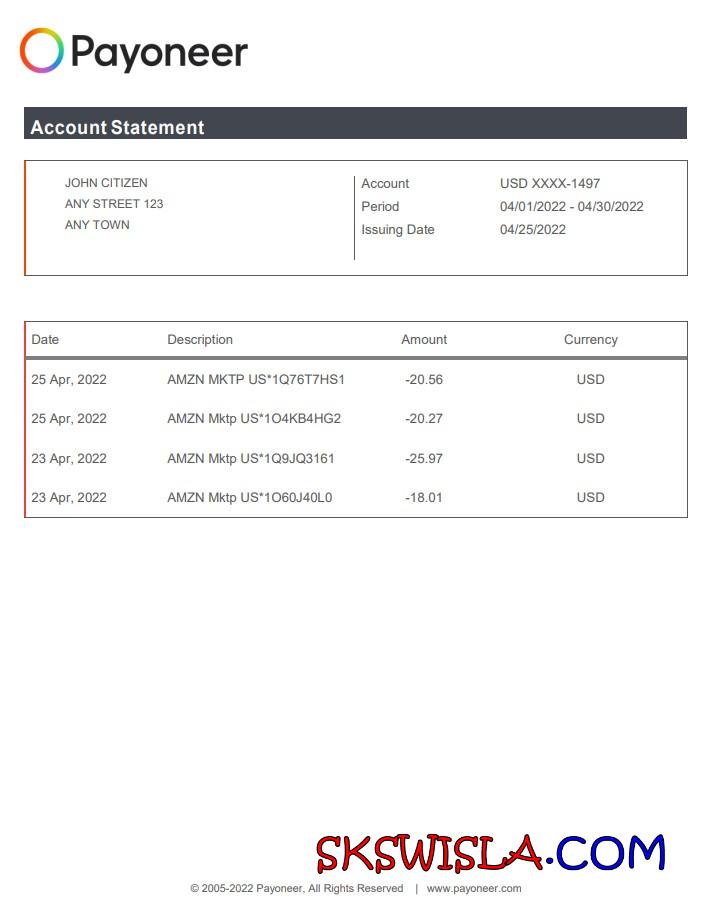 Payoneer
Account Statement
JOHN CITIZEN
ANY STREET 123
ANY TOWN
Account USD XXXX-1497
Period 04/01/2022 - 04/30/2022
Issuing Date 04/25/2022
Date Description Amount Currency
25 Apr, 2022 AMZN MKTP US*1Q76T7HS1 -20.56 USD
25 Apr, 2022 AMZN Mktp US*1O4KB4HG2 -20.27 USD
23 Apr, 2022 AMZN Mktp US*1Q9JQ3161 -25.97 USD
23 Apr, 2022 AMZN Mktp US*1O60J40L0 -18.01 USD
SKSWISLA.COM
© 2005-2022 Payoneer, All Rights Reserved | www.payoneer.com